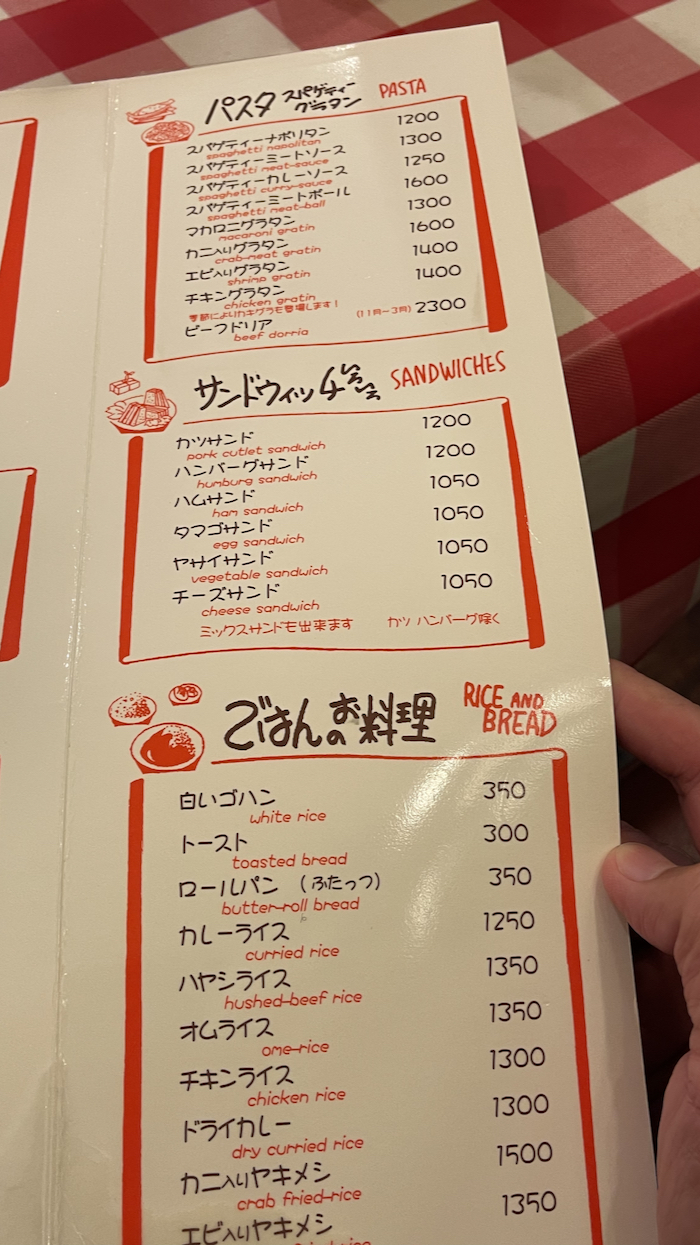 パスタ スパゲティー グラタン PASTA
スパゲティーナポリタン 1200
spaghetti napolitan
スパゲティーミートソース 1300
spaghetti meat-sauce
スパゲティーカレーソース 1250
spaghetti curry-sauce
スパゲティーミートボール 1600
spaghetti meat-ball
マカロニグラタン 1300
macaroni gratin
カニ入りグラタン 1600
crab-meat gratin
エビ入りグラタン 1400
shrimp gratin
チキングラタン 1400
chicken gratin
季節によりカキグラも登場します! (11月〜3月)
ビーフドリア 2300
beef dorria
サンドウィッチ SANDWICHES
カツサンド 1200
pork cutlet sandwich
ハンバーグサンド 1200
humburg sandwich
ハムサンド 1050
ham sandwich
タマゴサンド 1050
egg sandwich
ヤサイサンド 1050
vegetable sandwich
チーズサンド 1050
cheese sandwich
ミックスサンドも出来ます カツ ハンバーグ除く
ごはんのお料理 RICE AND BREAD
白いゴハン 350
white rice
トースト 300
toasted bread
ロールパン (ふたっつ) 350
butter-roll bread
カレーライス 1250
curried rice
ハヤシライス 1350
hushed-beef rice
オムライス 1350
ome-rice
チキンライス 1300
chicken rice
ドライカレー 1300
dry curried rice
カニ入りヤキメシ 1500
crab fried-rice
エビ入りヤキメシ 1350